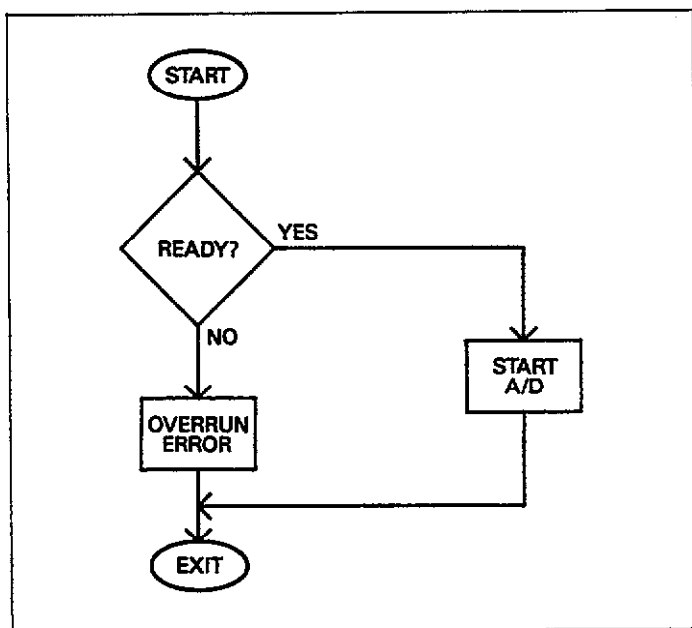 START
READY?
YES
NO
START
A/D
OVERRUN
ERROR
EXIT